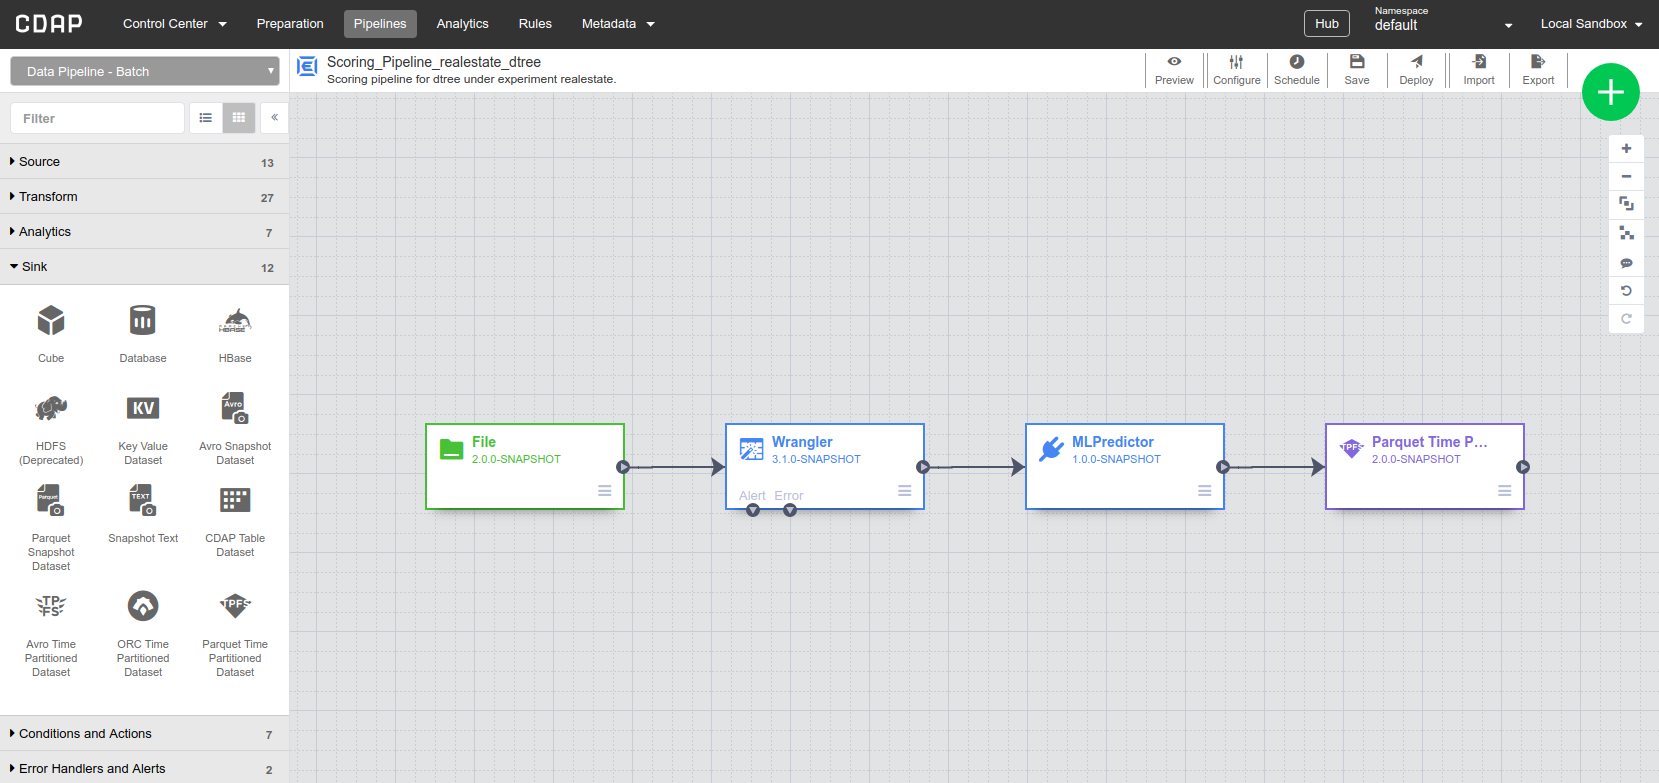 CDAP
Control Center
Preparation
Pipelines
Analytics
Rules
Metadata
Hub
Namespace
default
Local Sandbox
Data Pipeline - Batch
Scoring_Pipeline_realestate_dtree
Scoring pipeline for dtree under experiment realestate.
Preview
Configure
Schedule
Save
Deploy
Import
Export
Filter
Source 13
Transform 27
Analytics 7
Sink 12
Cube
Database
HBASE
HBase
HDFS
(Deprecated)
KV
Key Value
Dataset
Avro
Avro Snapshot
Dataset
Parquet
Parquet
Snapshot
Dataset
TEXT
Snapshot Text
CDAP Table
Dataset
TP
FS
Avro Time
Partitioned
Dataset
ORC Time
Partitioned
Dataset
TPFS
Parquet Time
Partitioned
Dataset
Conditions and Actions 7
Error Handlers and Alerts 2
File
2.0.0-SNAPSHOT
Wrangler
3.1.0-SNAPSHOT
Alert Error
MLPredictor
1.0.0-SNAPSHOT
TPFS
Parquet Time P...
2.0.0-SNAPSHOT